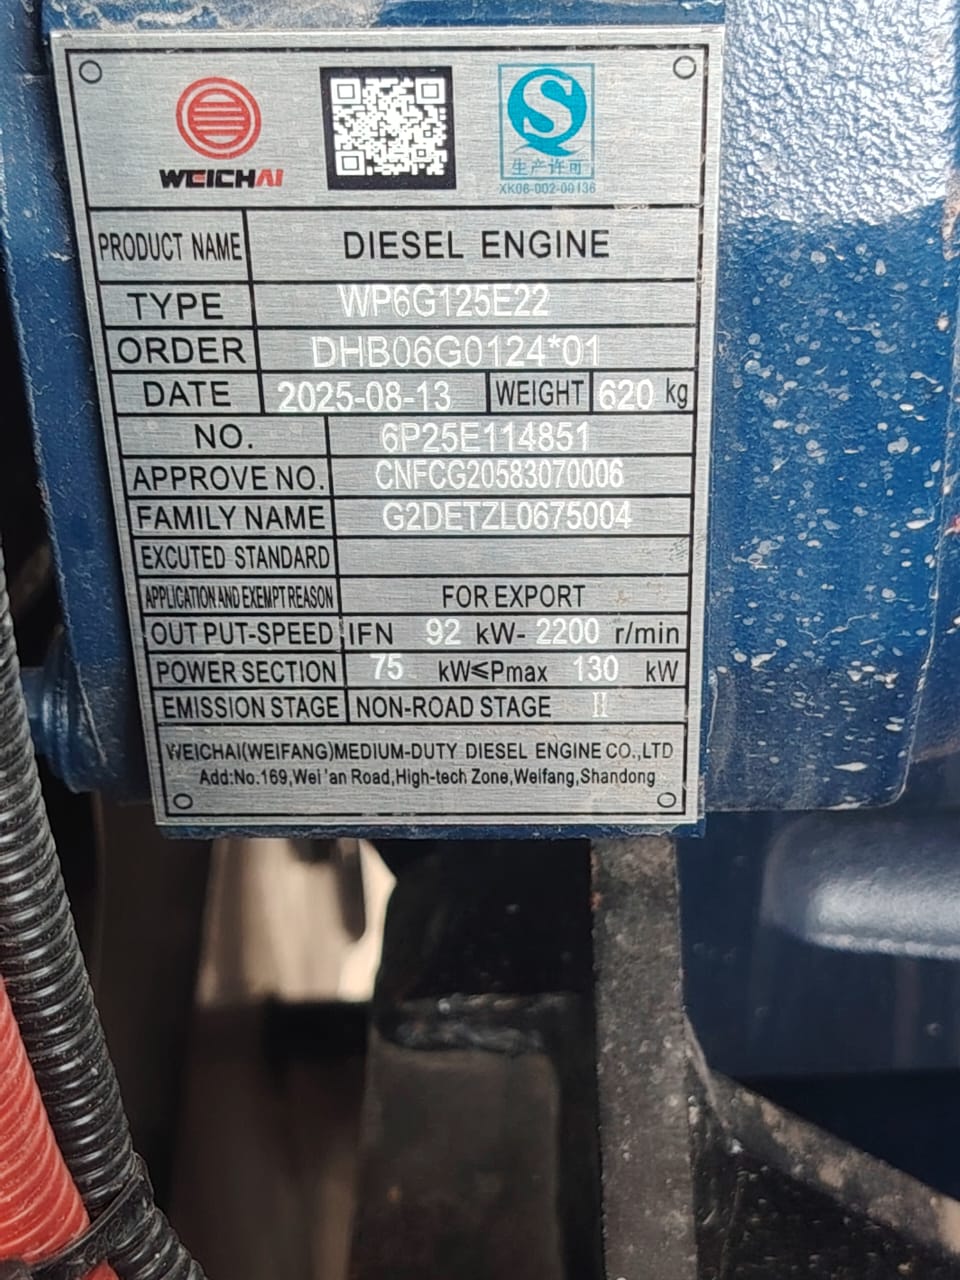 WEICHAI
生产许可
XK06-002-00136
PRODUCT NAME DIESEL ENGINE
TYPE WP6G125E22
ORDER DHB06G0124*01
DATE 2025-08-13 WEIGHT 620 kg
NO. 6P25E114851
APPROVE NO. CNFCG20583070006
FAMILY NAME G2DETZL0675004
EXCUTED STANDARD
APPLICATION AND EXEMPT REASON FOR EXPORT
OUT PUT-SPEED IFN 92 kW- 2200 r/min
POWER SECTION 75 kW≤Pmax 130 kW
EMISSION STAGE NON-ROAD STAGE II
WEICHAI(WEIFANG)MEDIUM-DUTY DIESEL ENGINE CO.,LTD
Add:No.169,Wei'an Road,High-tech Zone,Weifang,Shandong